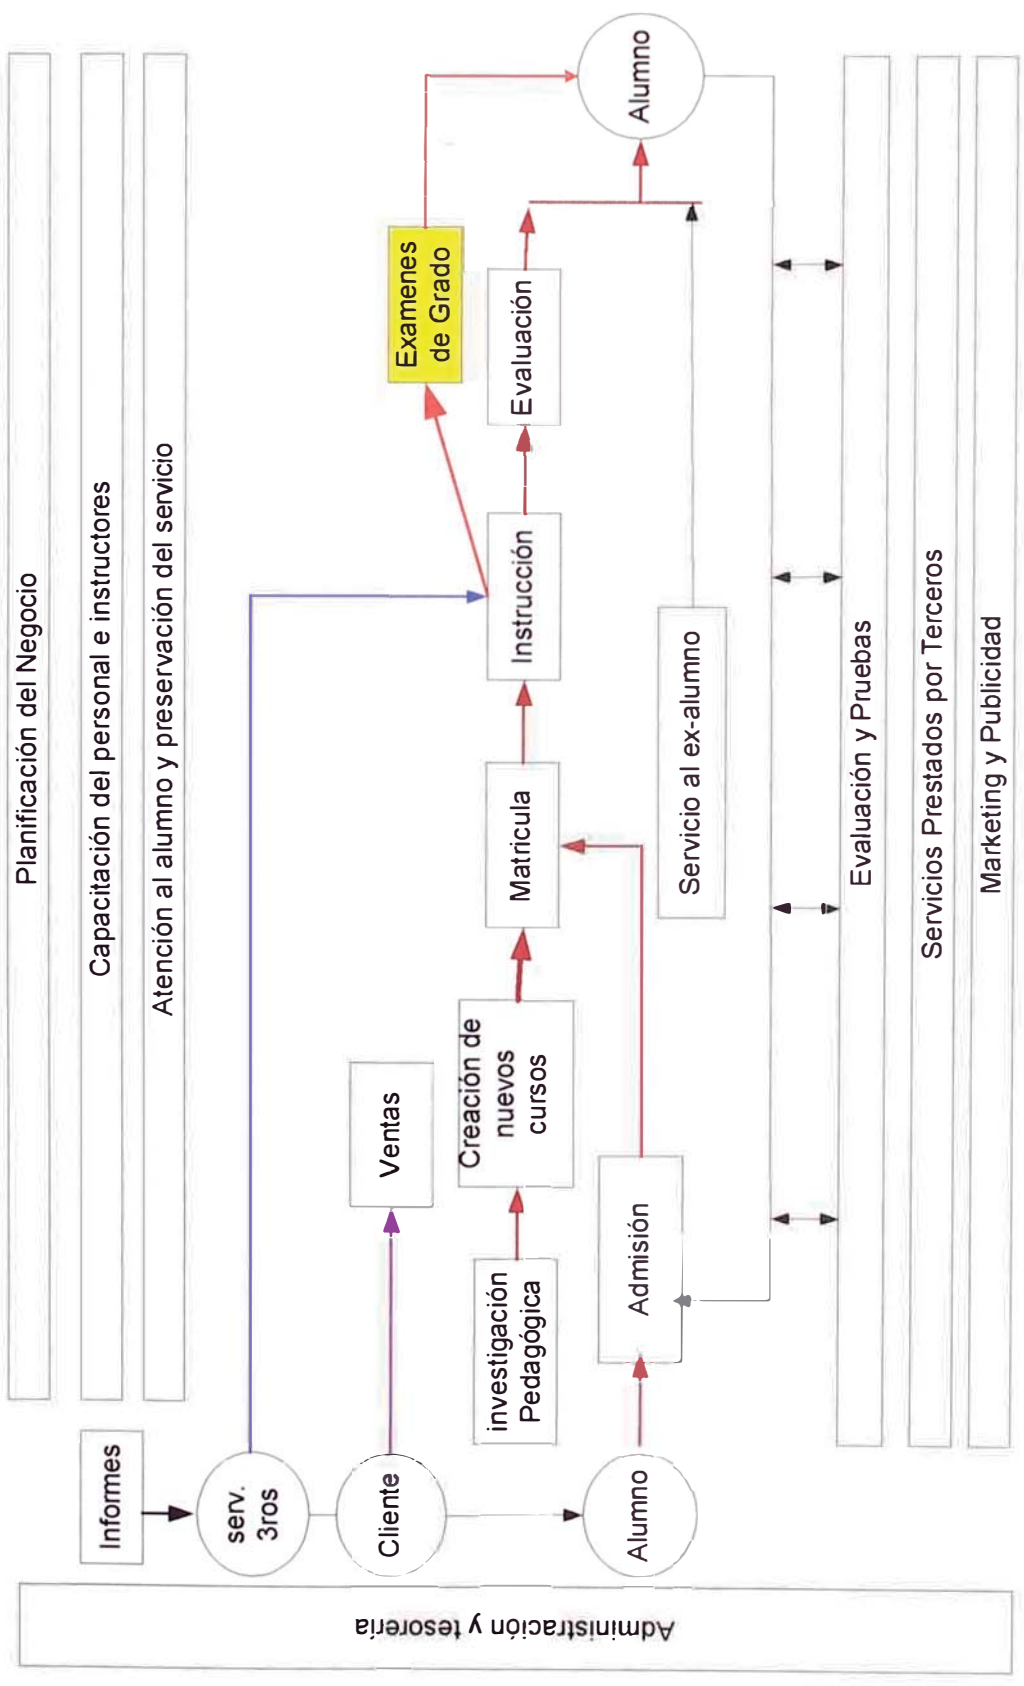 Planificación del Negocio
Capacitación del personal e instructores
Atención al alumno y preservación del servicio
Informes
serv.
3ros
Cliente
Ventas
Examenes
de Grado
investigación
Pedagógica
Creación de
nuevos
cursos
Matricula
Instrucción
Evaluación
Alumno
Admisión
Servicio al ex-alumno
Alumno
Evaluación y Pruebas
Servicios Prestados por Terceros
Marketing y Publicidad
Administración y tesorería